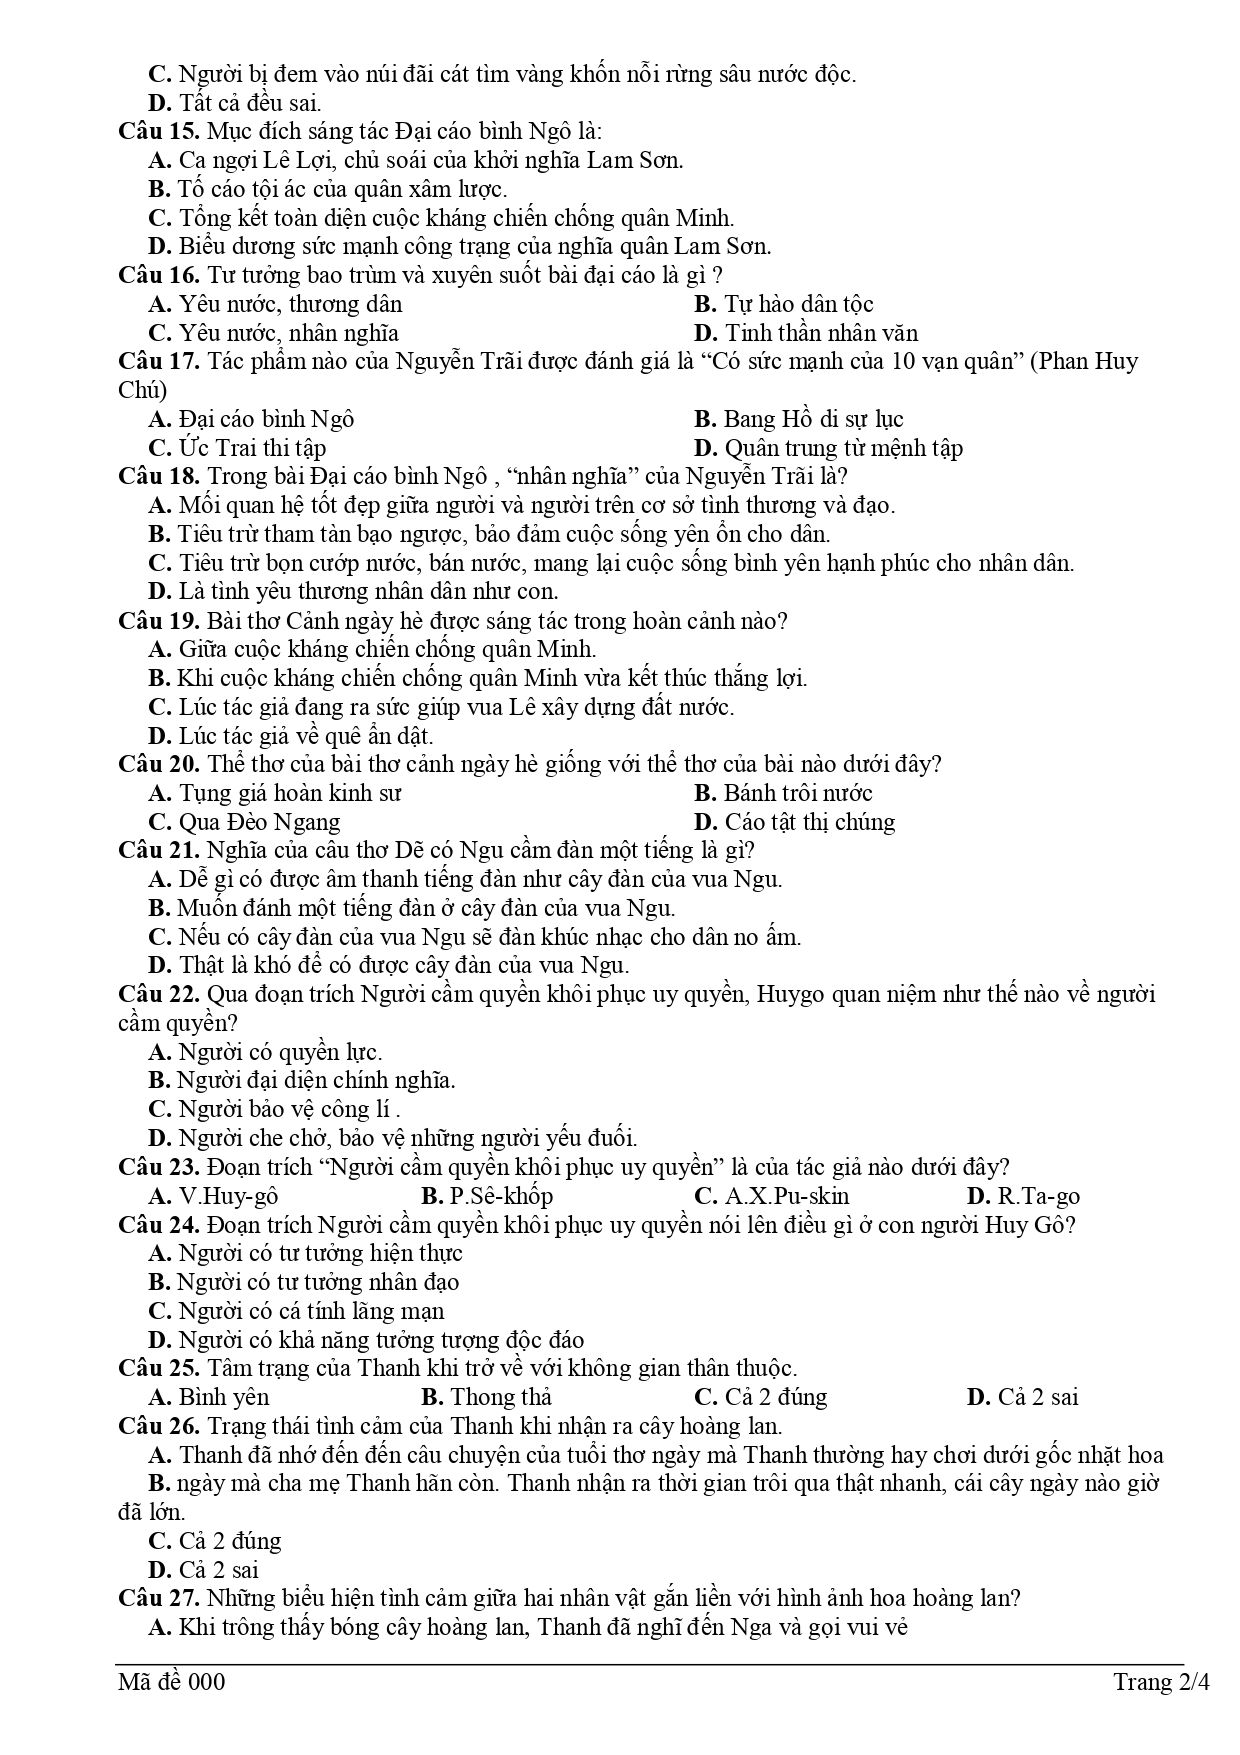 C. Người bị đem vào núi đãi cát tìm vàng khốn nỗi rừng sâu nước độc.
D. Tất cả đều sai.
Câu 15. Mục đích sáng tác Đại cáo bình Ngô là:
A. Ca ngợi Lê Lợi, chủ soái của khởi nghĩa Lam Sơn.
B. Tố cáo tội ác của quân xâm lược.
C. Tổng kết toàn diện cuộc kháng chiến chống quân Minh.
D. Biểu dương sức mạnh công trạng của nghĩa quân Lam Sơn.
Câu 16. Tư tưởng bao trùm và xuyên suốt bài đại cáo là gì ?
A. Yêu nước, thương dân B. Tự hào dân tộc
C. Yêu nước, nhân nghĩa D. Tinh thần nhân văn
Câu 17. Tác phẩm nào của Nguyễn Trãi được đánh giá là “Có sức mạnh của 10 vạn quân” (Phan Huy
Chú)
A. Đại cáo bình Ngô B. Bang Hồ di sự lục
C. Ức Trai thi tập D. Quân trung từ mệnh tập
Câu 18. Trong bài Đại cáo bình Ngô , “nhân nghĩa” của Nguyễn Trãi là?
A. Mối quan hệ tốt đẹp giữa người và người trên cơ sở tình thương và đạo.
B. Tiêu trừ tham tàn bạo ngược, bảo đảm cuộc sống yên ổn cho dân.
C. Tiêu trừ bọn cướp nước, bán nước, mang lại cuộc sống bình yên hạnh phúc cho nhân dân.
D. Là tình yêu thương nhân dân như con.
Câu 19. Bài thơ Cảnh ngày hè được sáng tác trong hoàn cảnh nào?
A. Giữa cuộc kháng chiến chống quân Minh.
B. Khi cuộc kháng chiến chống quân Minh vừa kết thúc thắng lợi.
C. Lúc tác giả đang ra sức giúp vua Lê xây dựng đất nước.
D. Lúc tác giả về quê ẩn dật.
Câu 20. Thể thơ của bài thơ cảnh ngày hè giống với thể thơ của bài nào dưới đây?
A. Tụng giá hoàn kinh sư B. Bánh trôi nước
C. Qua Đèo Ngang D. Cáo tật thị chúng
Câu 21. Nghĩa của câu thơ Dẽ có Ngu cầm đàn một tiếng là gì?
A. Dễ gì có được âm thanh tiếng đàn như cây đàn của vua Ngu.
B. Muốn đánh một tiếng đàn ở cây đàn của vua Ngu.
C. Nếu có cây đàn của vua Ngu sẽ đàn khúc nhạc cho dân no ấm.
D. Thật là khó để có được cây đàn của vua Ngu.
Câu 22. Qua đoạn trích Người cầm quyền khôi phục uy quyền, Huygo quan niệm như thế nào về người
cầm quyền?
A. Người có quyền lực.
B. Người đại diện chính nghĩa.
C. Người bảo vệ công lí .
D. Người che chở, bảo vệ những người yếu đuối.
Câu 23. Đoạn trích “Người cầm quyền khôi phục uy quyền” là của tác giả nào dưới đây?
A. V.Huy-gô B. P.Sê-khốp C. A.X.Pu-skin D. R.Ta-go
Câu 24. Đoạn trích Người cầm quyền khôi phục uy quyền nói lên điều gì ở con người Huy Gô?
A. Người có tư tưởng hiện thực
B. Người có tư tưởng nhân đạo
C. Người có cá tính lãng mạn
D. Người có khả năng tưởng tượng độc đáo
Câu 25. Tâm trạng của Thanh khi trở về với không gian thân thuộc.
A. Bình yên B. Thong thả C. Cả 2 đúng D. Cả 2 sai
Câu 26. Trạng thái tình cảm của Thanh khi nhận ra cây hoàng lan.
A. Thanh đã nhớ đến đến câu chuyện của tuổi thơ ngày mà Thanh thường hay chơi dưới gốc nhặt hoa
B. ngày mà cha mẹ Thanh hãn còn. Thanh nhận ra thời gian trôi qua thật nhanh, cái cây ngày nào giờ
đã lớn.
C. Cả 2 đúng
D. Cả 2 sai
Câu 27. Những biểu hiện tình cảm giữa hai nhân vật gắn liền với hình ảnh hoa hoàng lan?
A. Khi trông thấy bóng cây hoàng lan, Thanh đã nghĩ đến Nga và gọi vui vẻ
Mã đề 000 Trang 2/4